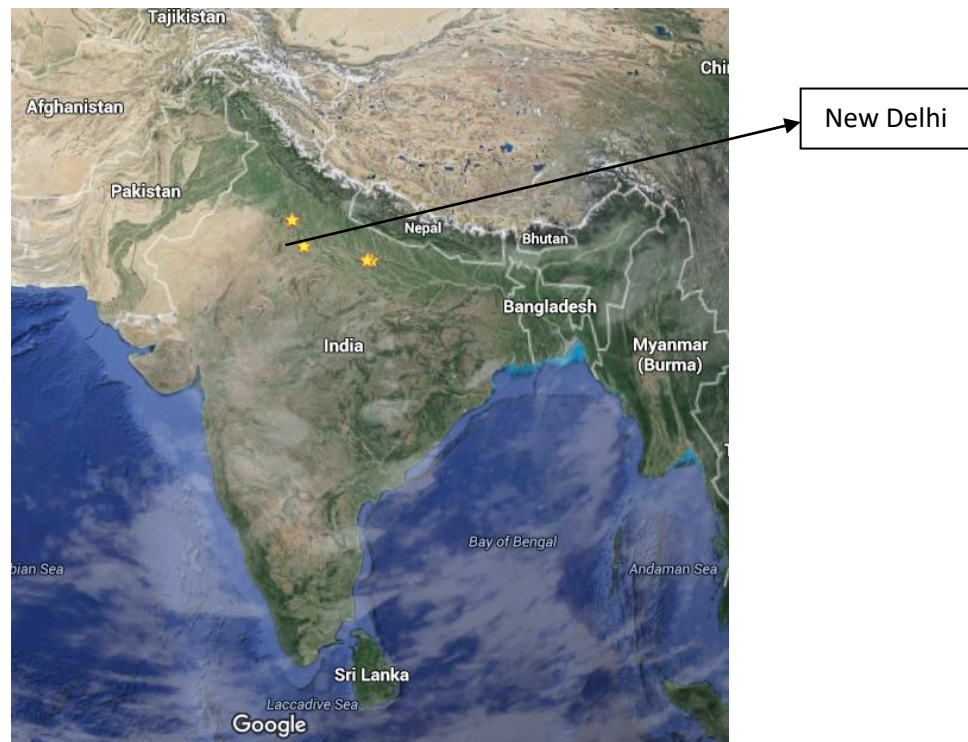 Tajikistan
Chi
Afghanistan
New Delhi
Pakistan
Nepal
Bhutan
Bangladesh
India
Myanmar
(Burma)
T
Bay of Bengal
bian Sea
Andaman Sea
Sri Lanka
Laccadive Sea
Google